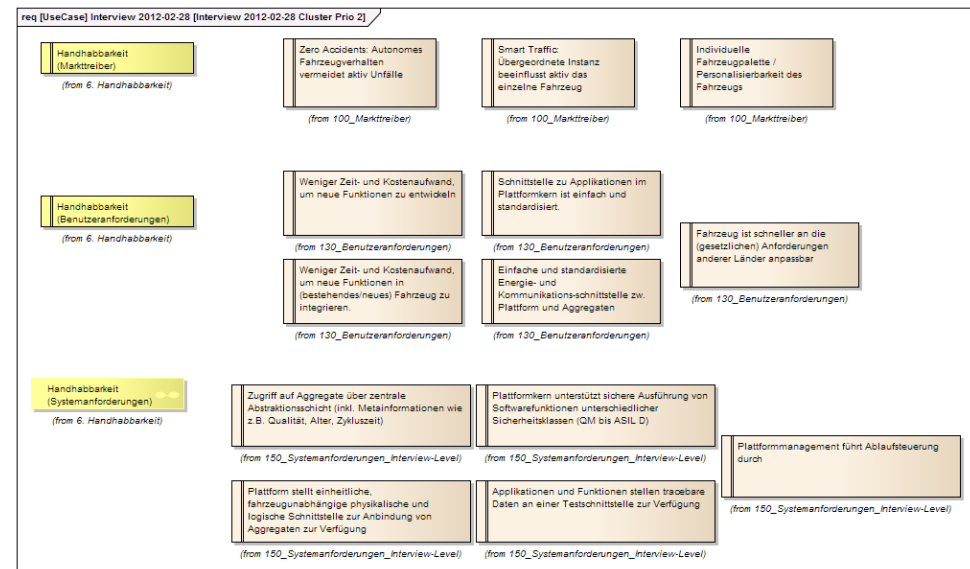 req [UseCase] Interview 2012-02-28 [Interview 2012-02-28 Cluster Prio 2]
Handhabbarkeit
(Markttreiber)
(from 6. Handhabbarkeit)
Zero Accidents: Autonomes
Fahrzeugverhalten
vermeidet aktiv Unfälle
(from 100_Markttreiber)
Smart Traffic:
Übergeordnete Instanz
beeinflusst aktiv das
einzelne Fahrzeug
(from 100_Markttreiber)
Individuelle
Fahrzeugpalette /
Personalisierbarkeit des
Fahrzeugs
(from 100_Markttreiber)
Handhabbarkeit
(Benutzeranforderungen)
(from 6. Handhabbarkeit)
Weniger Zeit- und Kostenaufwand,
um neue Funktionen zu entwickeln
(from 130_Benutzeranforderungen)
Schnittstelle zu Applikationen im
Plattformkern ist einfach und
standardisiert.
(from 130_Benutzeranforderungen)
Fahrzeug ist schneller an die
(gesetzlichen) Anforderungen
anderer Länder anpassbar
(from 130_Benutzeranforderungen)
Weniger Zeit- und Kostenaufwand,
um neue Funktionen in
(bestehendes/neues) Fahrzeug zu
integrieren.
(from 130_Benutzeranforderungen)
Einfache und standardisierte
Energie- und
Kommunikations-schnittstelle zw.
Plattform und Aggregaten
(from 130_Benutzeranforderungen)
Handhabbarkeit
(Systemanforderungen)
(from 6. Handhabbarkeit)
Zugriff auf Aggregate über zentrale
Abstraktionsschicht (inkl. Metainformationen wie
z.B. Qualität, Alter, Zykluszeit)
(from 150_Systemanforderungen_Interview-Level)
Plattformkern unterstützt sichere Ausführung von
Softwarefunktionen unterschiedlicher
Sicherheitsklassen (QM bis ASIL D)
(from 150_Systemanforderungen_Interview-Level)
Plattformmanagement führt Ablaufsteuerung
durch
(from 150_Systemanforderungen_Interview-Level)
Plattform stellt einheitliche,
fahrzeugunabhängige physikalische und
logische Schnittstelle zur Anbindung von
Aggregaten zur Verfügung
(from 150_Systemanforderungen_Interview-Level)
Applikationen und Funktionen stellen tracebare
Daten an einer Testschnittstelle zur Verfügung
(from 150_Systemanforderungen_Interview-Level)